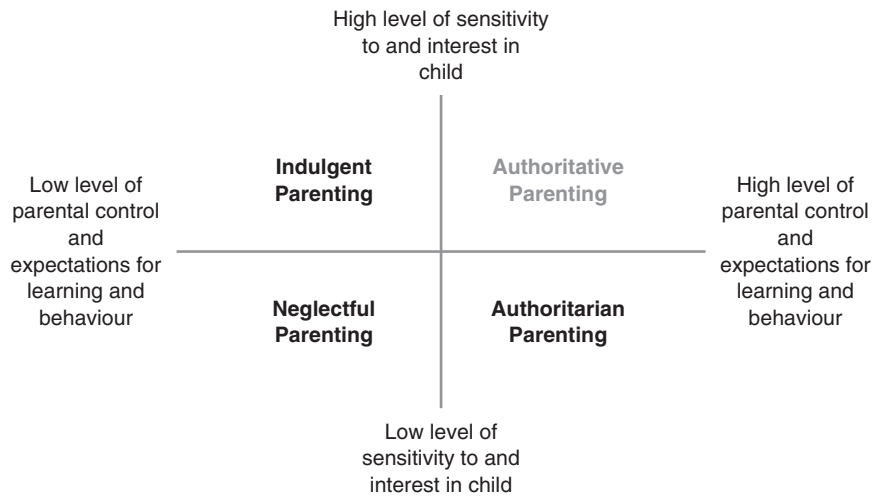 High level of sensitivity
to and interest in
child
Indulgent
Parenting
Authoritative
Parenting
Low level of
parental control
and
expectations for
learning and
behaviour
High level of
parental control
and
expectations for
learning and
behaviour
Neglectful
Parenting
Authoritarian
Parenting
Low level of
sensitivity to and
interest in child